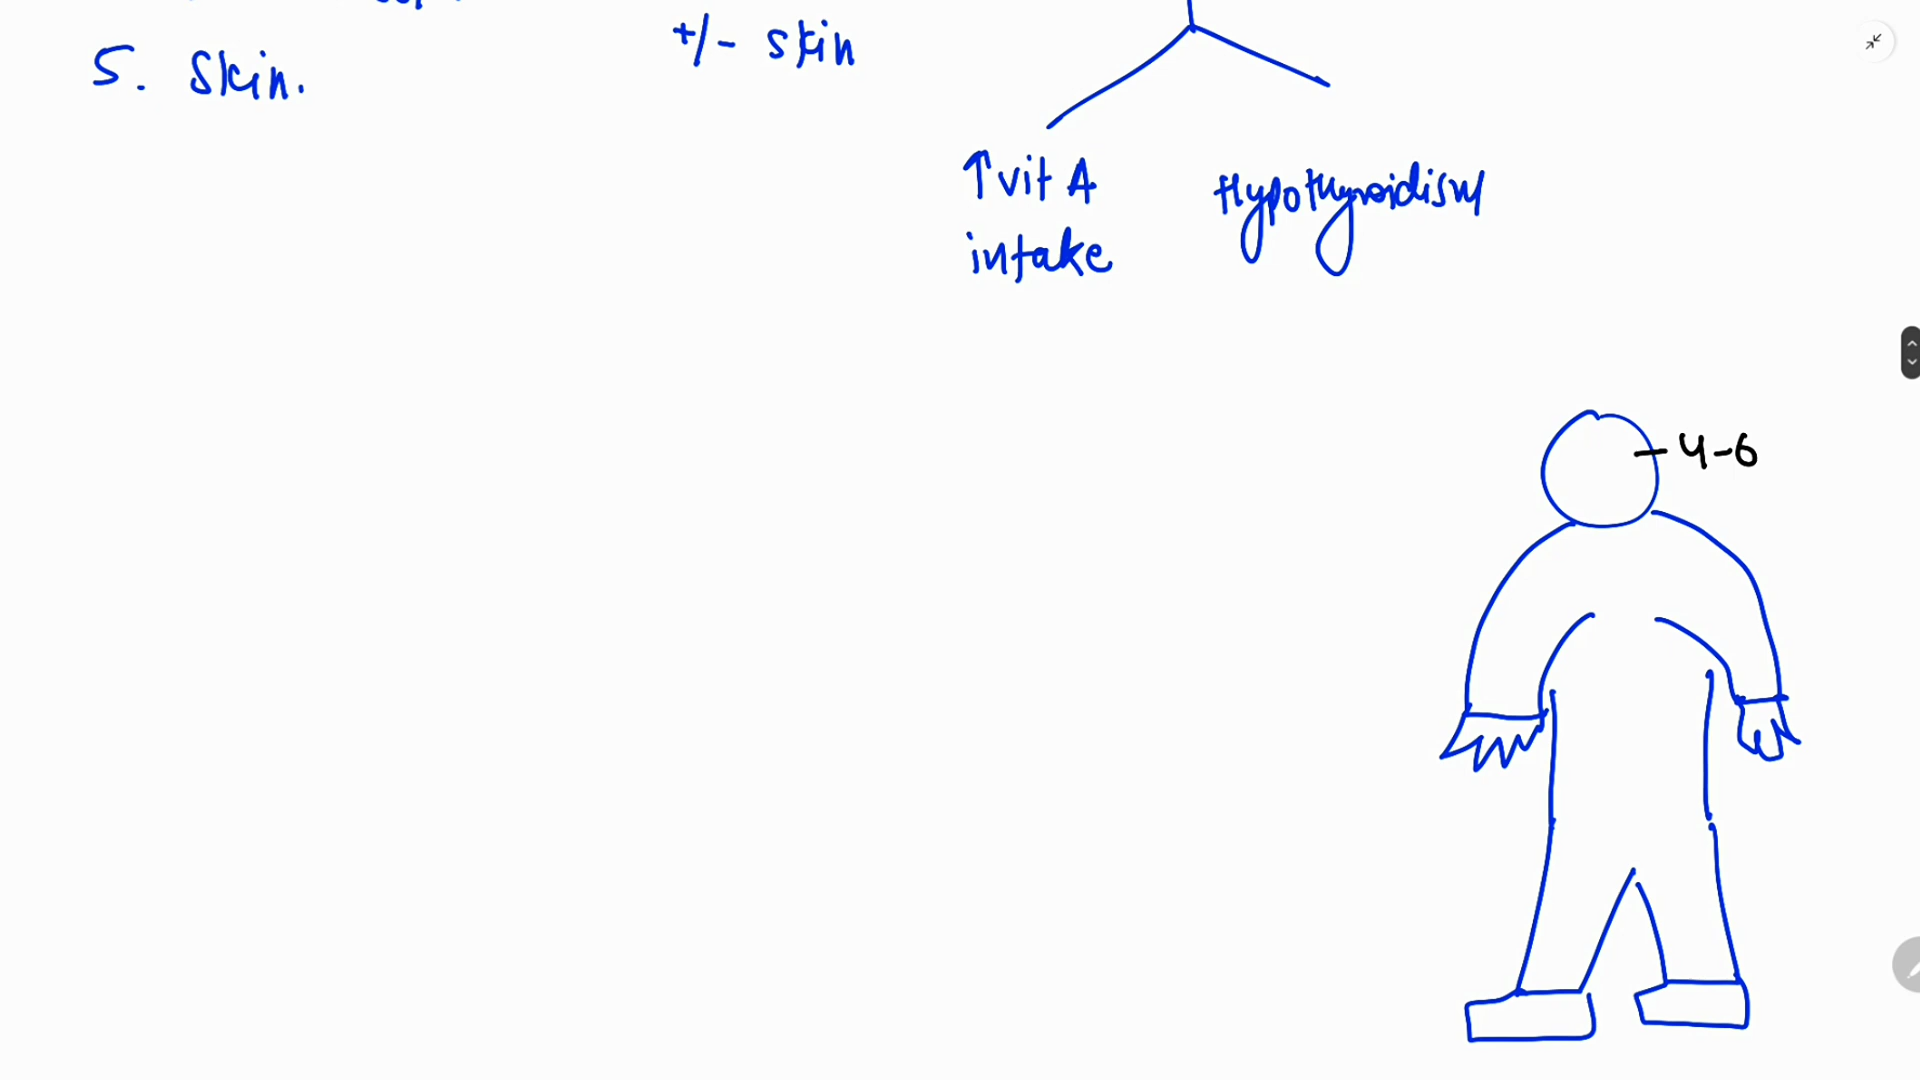 5. Skin.
+/- skin
↑ vit A
intake
Hypothyroidism
4-6